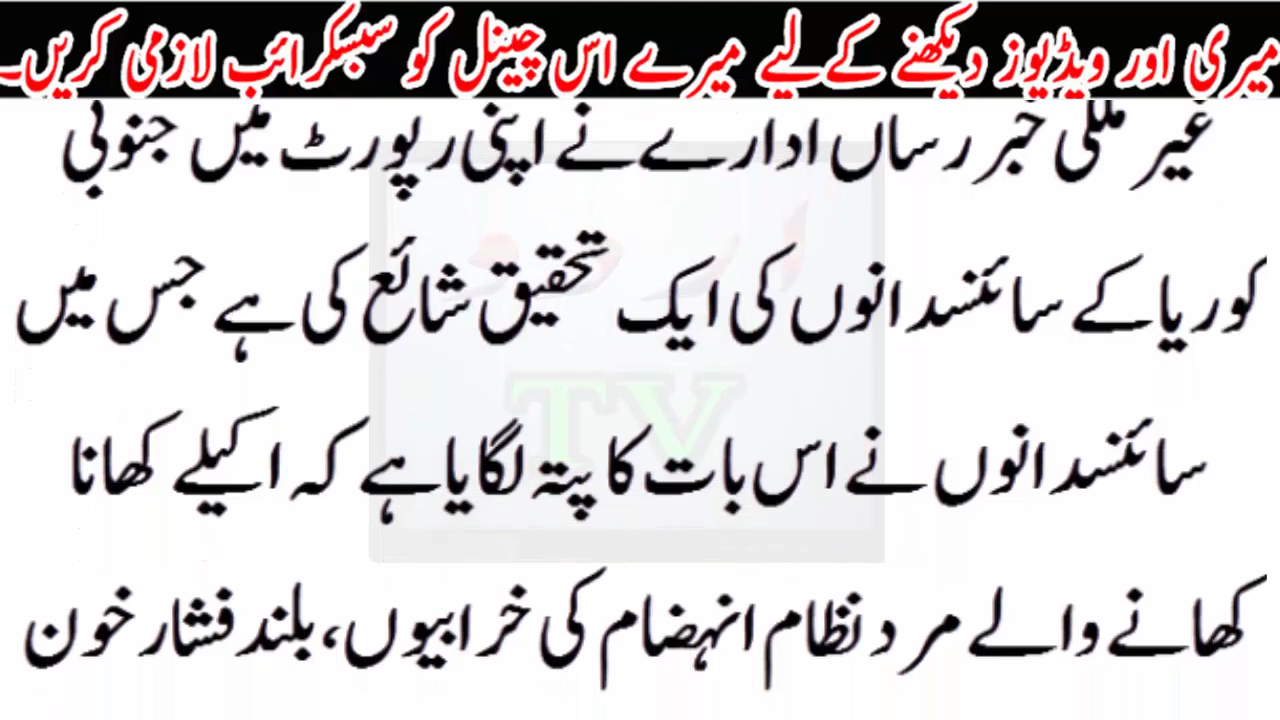 میری اور ویڈیوز دیکھنے کے لیے میرے اس چینل کو سبسکرائب لازمی کریں۔
غیر ملکی خبر رساں ادارے نے اپنی رپورٹ میں جنوبی
کوریا کے سائنسدانوں کی ایک تحقیق شائع کی ہے جس میں
سائنسدانوں نے اس بات کا پتہ لگایا ہے کہ اکیلے کھانا
کھانے والے مرد نظام انہضام کی خرابیوں، بلند فشار خون
اردو
TV